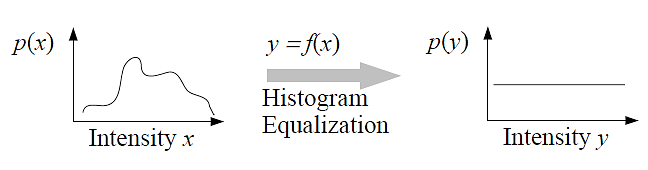 p(x)
Intensity x
y =f(x)
Histogram
Equalization
p(y)
Intensity y